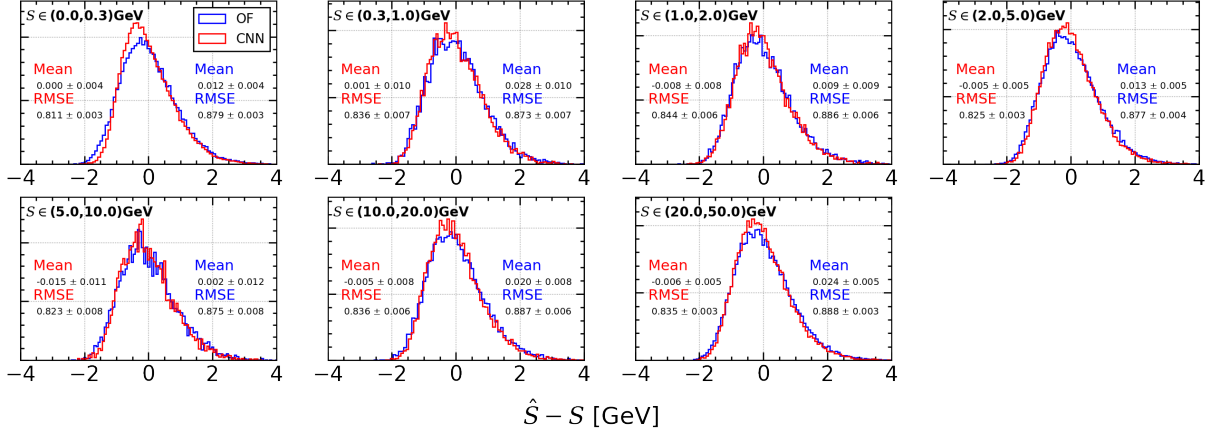 S ∈ (0.0,0.3)GeV
OF
CNN
Mean
0.000 ± 0.004
RMSE
0.811 ± 0.003
Mean
0.012 ± 0.004
RMSE
0.879 ± 0.003
−4 −2 0 2 4
S ∈ (0.3,1.0)GeV
Mean
0.001 ± 0.010
RMSE
0.836 ± 0.007
Mean
0.028 ± 0.010
RMSE
0.873 ± 0.007
−4 −2 0 2 4
S ∈ (1.0,2.0)GeV
Mean
-0.008 ± 0.008
RMSE
0.844 ± 0.006
Mean
0.009 ± 0.009
RMSE
0.886 ± 0.006
−4 −2 0 2 4
S ∈ (2.0,5.0)GeV
Mean
-0.005 ± 0.005
RMSE
0.825 ± 0.003
Mean
0.013 ± 0.005
RMSE
0.877 ± 0.004
−4 −2 0 2 4
S ∈ (5.0,10.0)GeV
Mean
-0.015 ± 0.011
RMSE
0.823 ± 0.008
Mean
0.002 ± 0.012
RMSE
0.875 ± 0.008
−4 −2 0 2 4
S ∈ (10.0,20.0)GeV
Mean
-0.005 ± 0.008
RMSE
0.836 ± 0.006
Mean
0.020 ± 0.008
RMSE
0.887 ± 0.006
−4 −2 0 2 4
S ∈ (20.0,50.0)GeV
Mean
-0.006 ± 0.005
RMSE
0.835 ± 0.003
Mean
0.024 ± 0.005
RMSE
0.888 ± 0.003
−4 −2 0 2 4
Ŝ − S [GeV]